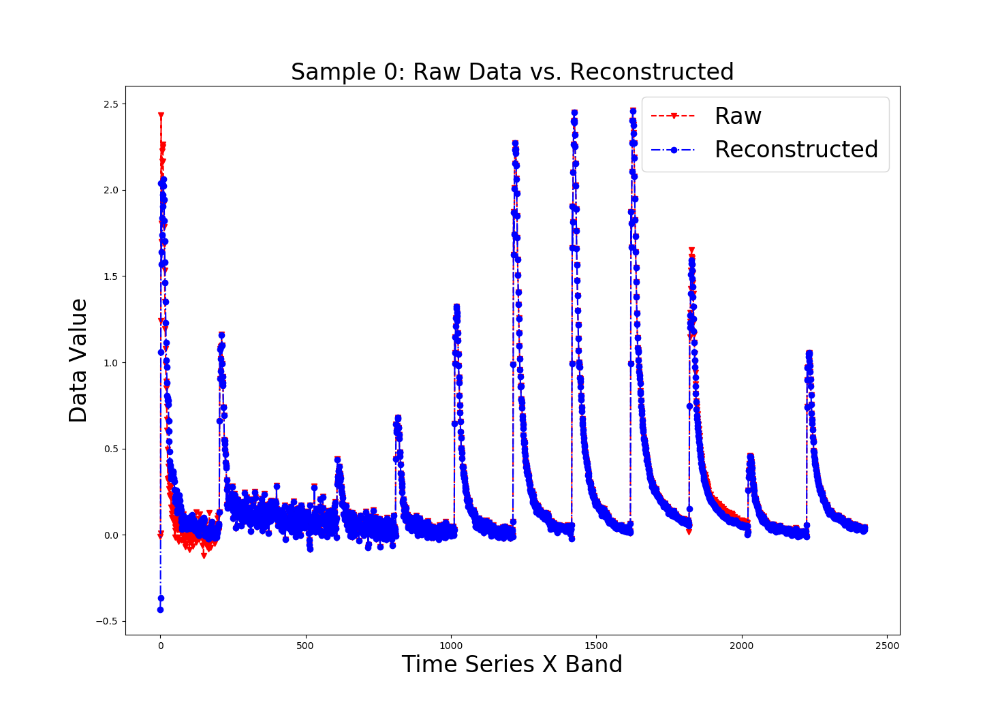 Sample 0: Raw Data vs. Reconstructed
Raw
Reconstructed
Data Value
2.5
2.0
1.5
1.0
0.5
0.0
−0.5
0
500
1000
1500
2000
2500
Time Series X Band